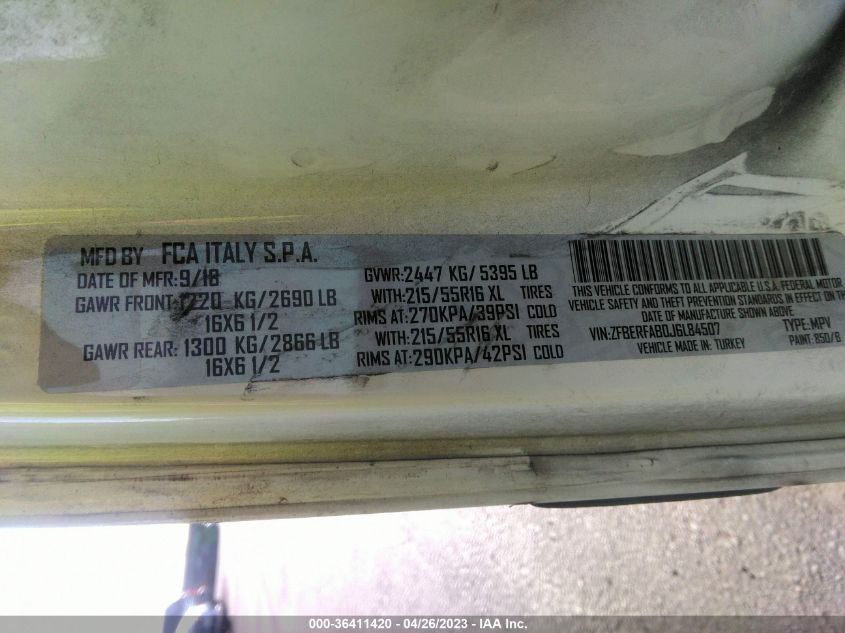 MFD BY FCA ITALY S.P.A.
DATE OF MFR: 9/18
GAWR FRONT: 1220 KG/2690 LB
16X6 1/2
GAWR REAR: 1300 KG/2866 LB
16X6 1/2
GVWR: 2447 KG/ 5395 LB
WITH: 215/55R16 XL TIRES
RIMS AT: 270KPA/39PSI COLD
WITH: 215/55R16 XL TIRES
RIMS AT: 290KPA/42PSI COLD
THIS VEHICLE CONFORMS TO ALL APPLICABLE U.S.A. FEDERAL MOTOR
VEHICLE SAFETY AND THEFT PREVENTION STANDARDS IN EFFECT ON THE
DATE OF MANUFACTURE SHOWN ABOVE.
VIN: ZFBERFAB0J6L84507 TYPE: MPV
VEHICLE MADE IN: TURKEY PAINT: 850/6
000-36411420 - 04/26/2023 - IAA Inc.